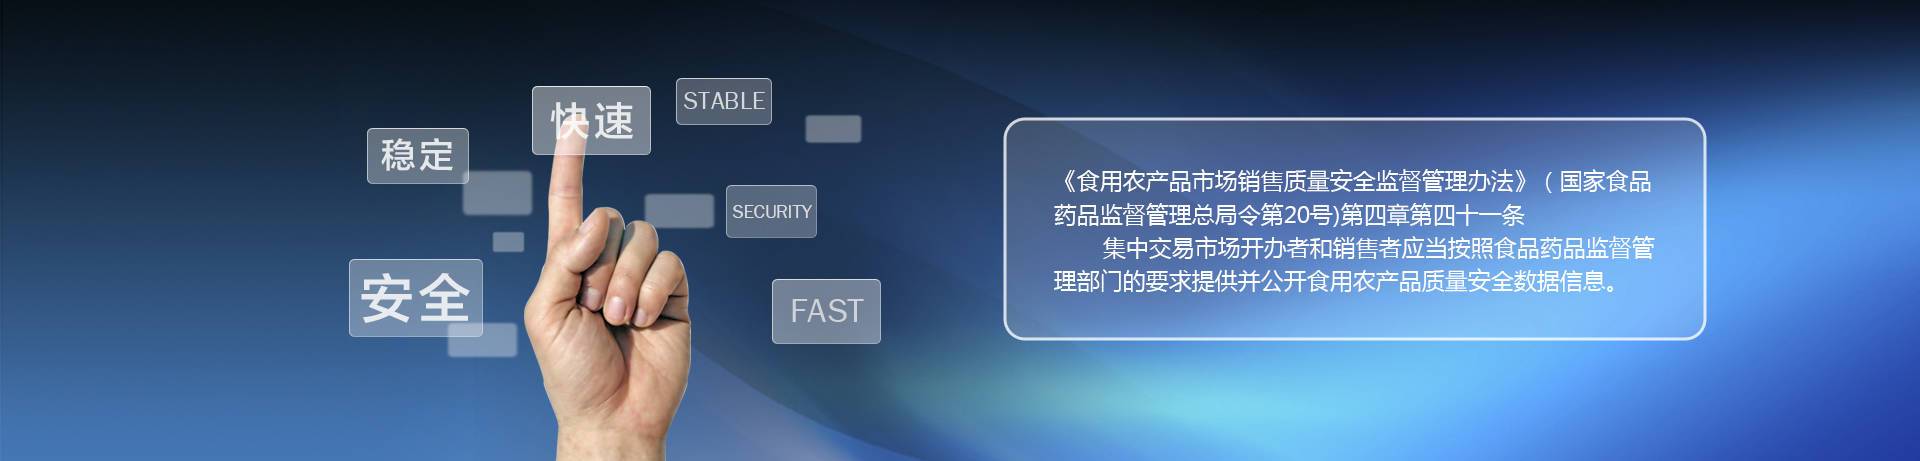 快速
STABLE
稳定
SECURITY
安全
FAST
《食用农产品市场销售质量安全监督管理办法》（国家食品
药品监督管理总局令第20号)第四章第四十一条
集中交易市场开办者和销售者应当按照食品药品监督管
理部门的要求提供并公开食用农产品质量安全数据信息。